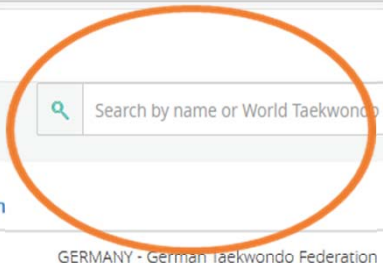 Search by name or World Taekwondo
n
GERMANY - German Taekwondo Federation